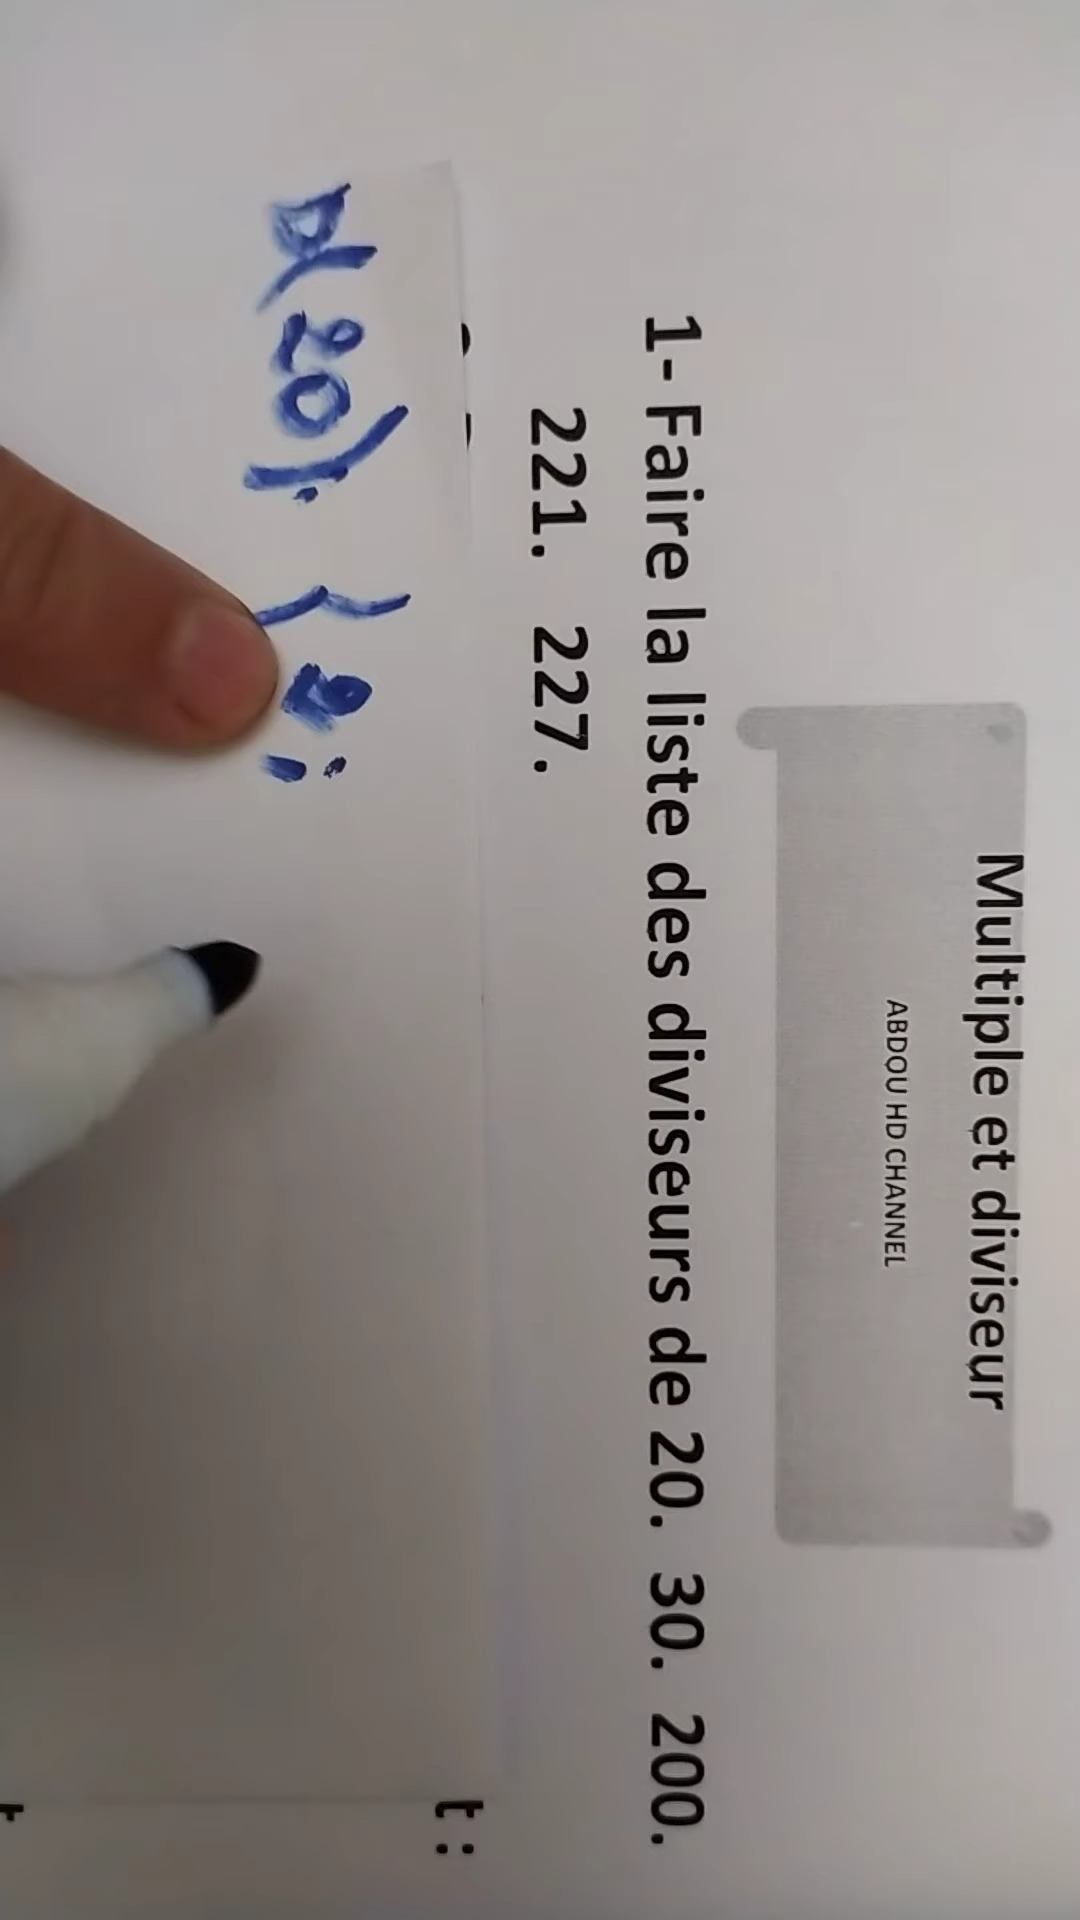 Multiple et diviseur
ABDOU HD CHANNEL
1- Faire la liste des diviseurs de 20. 30. 200.
221. 227.
t :
D(20): { 2 ;